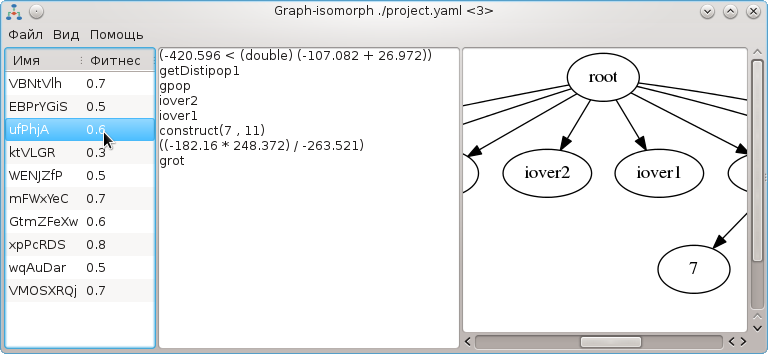 Graph-isomorph ./project.yaml <3>
Файл Вид Помощь
Имя Фитнес
VBNtVlh 0.7
EBPrYGiS 0.5
ufPhjA 0.6
ktVLGR 0.3
WENJZfP 0.5
mFWxYeC 0.7
GtmZFeXw 0.6
xpPcRDS 0.8
wqAuDar 0.5
VMOSXRQj 0.7
(-420.596 < (double) (-107.082 + 26.972))
getDistipop1
gpop
iover2
iover1
construct(7 , 11)
((-182.16 * 248.372) / -263.521)
grot
root
iover2 iover1
7